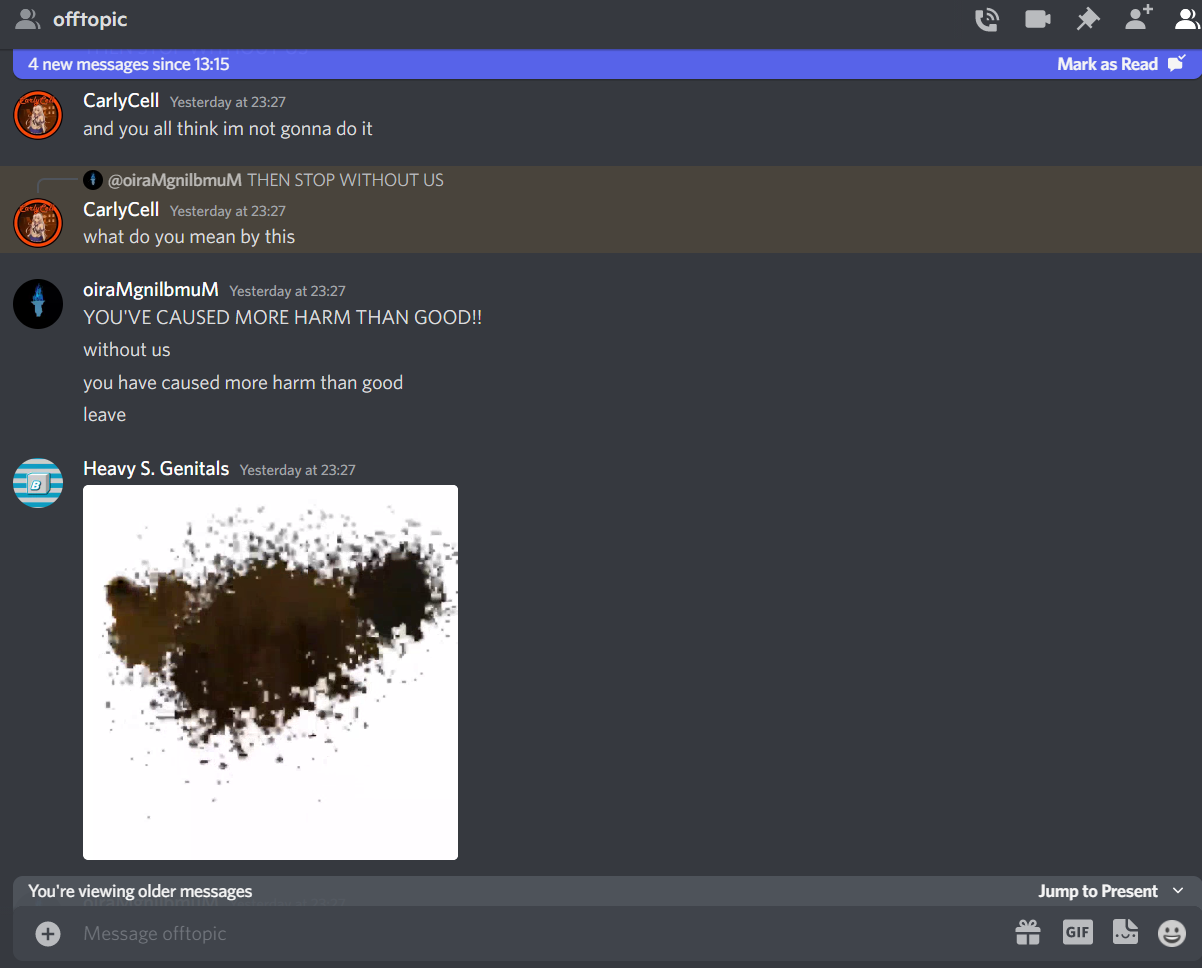 offtopic
4 new messages since 13:15
Mark as Read
CarlyCell Yesterday at 23:27
and you all think im not gonna do it
@oiraMgnilbmuM THEN STOP WITHOUT US
CarlyCell Yesterday at 23:27
what do you mean by this
oiraMgnilbmuM Yesterday at 23:27
YOU'VE CAUSED MORE HARM THAN GOOD!!
without us
you have caused more harm than good
leave
Heavy S. Genitals Yesterday at 23:27
B
You're viewing older messages
Jump to Present
Message offtopic
GIF